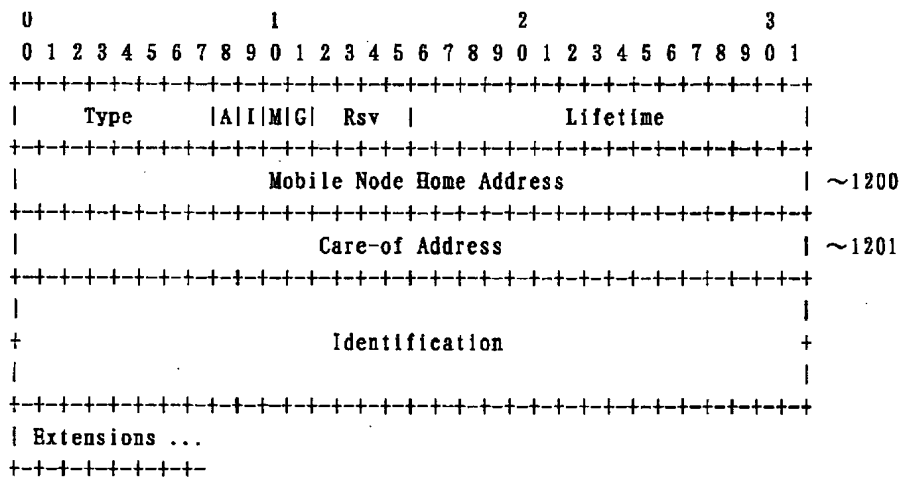 0 1 2 3
0 1 2 3 4 5 6 7 8 9 0 1 2 3 4 5 6 7 8 9 0 1 2 3 4 5 6 7 8 9 0 1
+-+-+-+-+-+-+-+-+-+-+-+-+-+-+-+-+-+-+-+-+-+-+-+-+-+-+-+-+-+-+-+-+
| Type |A|I|M|G| Rsv | Lifetime |
+-+-+-+-+-+-+-+-+-+-+-+-+-+-+-+-+-+-+-+-+-+-+-+-+-+-+-+-+-+-+-+-+
| Mobile Node Home Address | ~1200
+-+-+-+-+-+-+-+-+-+-+-+-+-+-+-+-+-+-+-+-+-+-+-+-+-+-+-+-+-+-+-+-+
| Care-of Address | ~1201
+-+-+-+-+-+-+-+-+-+-+-+-+-+-+-+-+-+-+-+-+-+-+-+-+-+-+-+-+-+-+-+-+
| |
+ Identification +
| |
+-+-+-+-+-+-+-+-+-+-+-+-+-+-+-+-+-+-+-+-+-+-+-+-+-+-+-+-+-+-+-+-+
| Extensions ...
+-+-+-+-+-+-+-+-